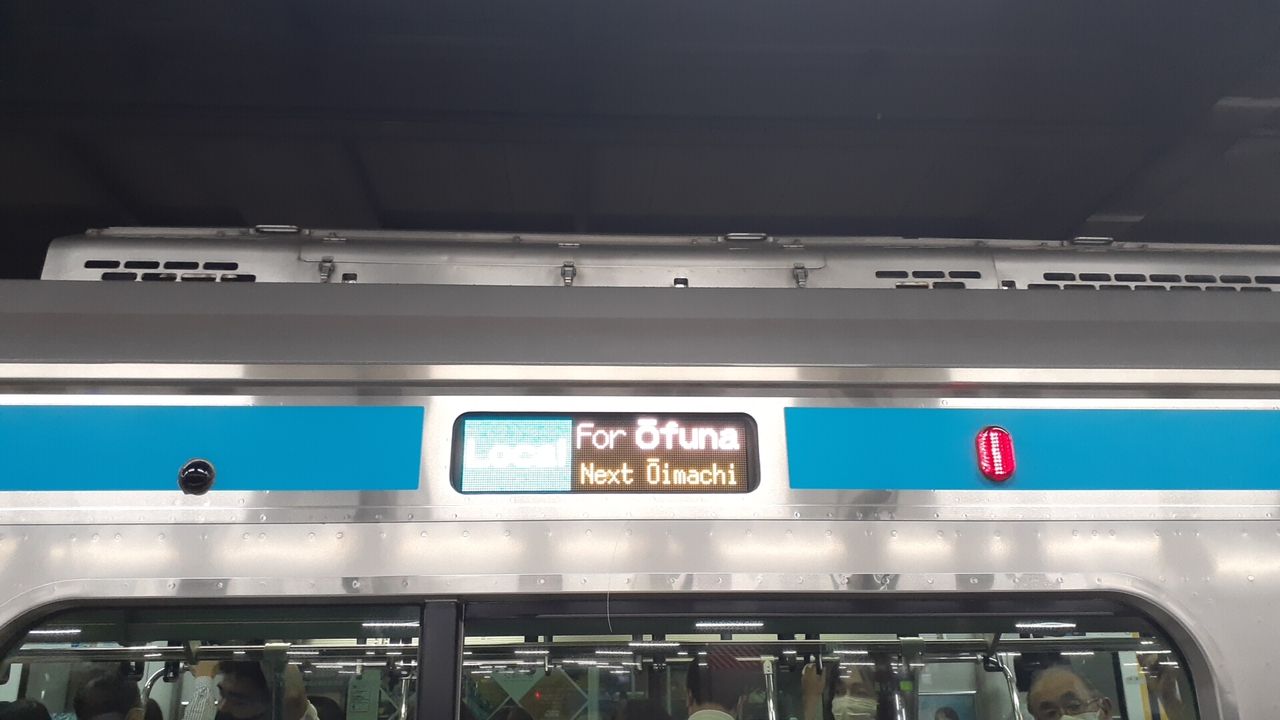 Local
For Ōfuna
Next Ōimachi